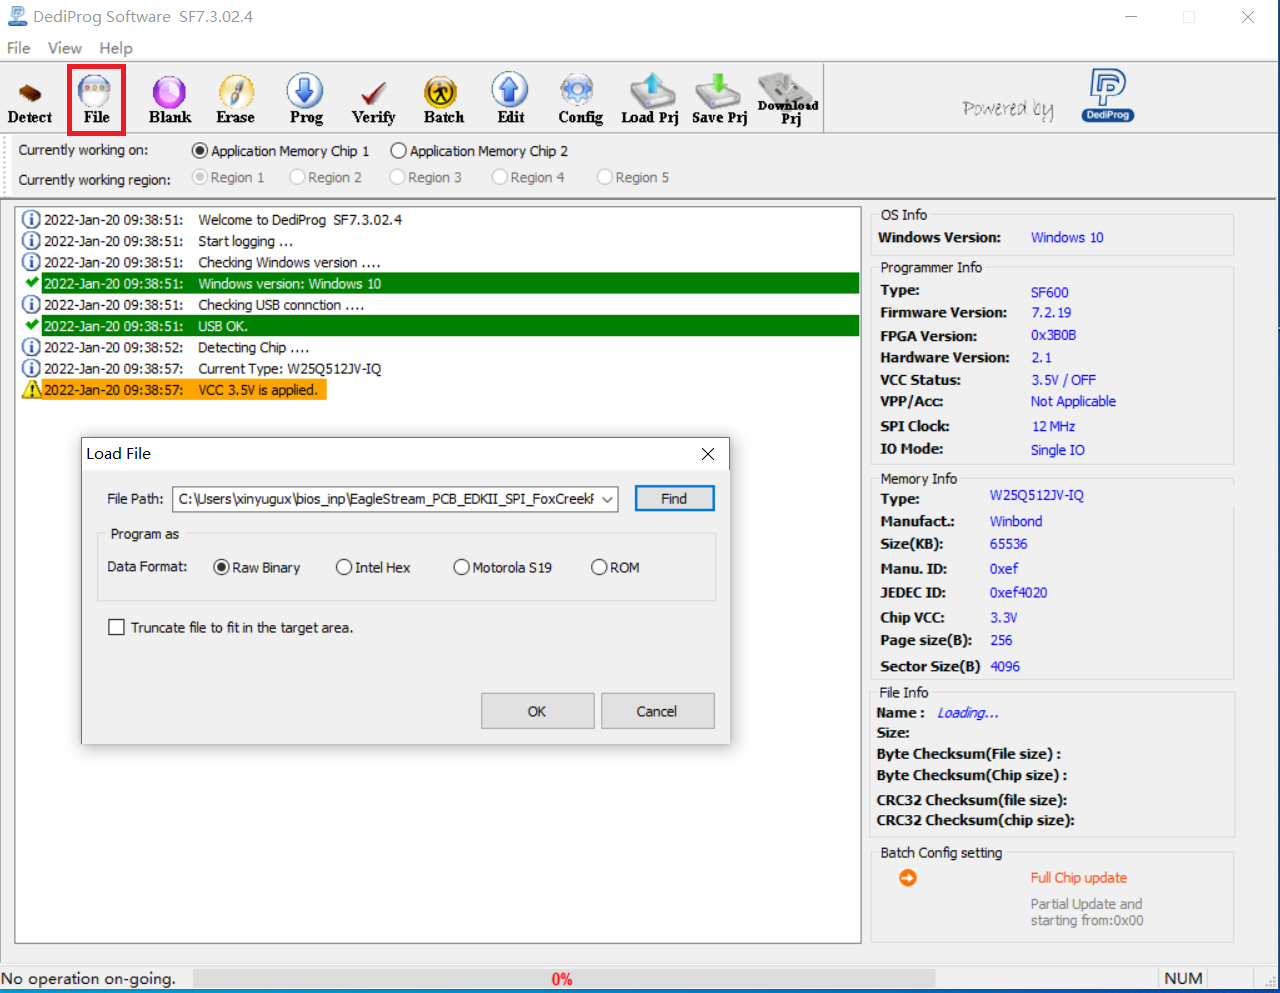 DediProg Software  SF7.3.02.4
File View Help
Detect File Blank Erase Prog Verify Batch Edit Config Load Prj Save Prj Download Prj
Powered by DediProg
Currently working on: Application Memory Chip 1 Application Memory Chip 2
Currently working region: Region 1 Region 2 Region 3 Region 4 Region 5
2022-Jan-20 09:38:51: Welcome to DediProg  SF7.3.02.4
2022-Jan-20 09:38:51: Start logging ...
2022-Jan-20 09:38:51: Checking Windows version ....
2022-Jan-20 09:38:51: Windows version: Windows 10
2022-Jan-20 09:38:51: Checking USB connction ....
2022-Jan-20 09:38:51: USB OK.
2022-Jan-20 09:38:52: Detecting Chip ....
2022-Jan-20 09:38:57: Current Type: W25Q512JV-IQ
2022-Jan-20 09:38:57: VCC 3.5V is applied.
Load File
File Path: C:\Users\xinyugux\bios_inp\EagleStream_PCB_EDKII_SPI_FoxCreek Find
Program as
Data Format: Raw Binary Intel Hex Motorola S19 ROM
Truncate file to fit in the target area.
OK Cancel
OS Info
Windows Version: Windows 10
Programmer Info
Type: SF600
Firmware Version: 7.2.19
FPGA Version: 0x3B0B
Hardware Version: 2.1
VCC Status: 3.5V / OFF
VPP/Acc: Not Applicable
SPI Clock: 12 MHz
IO Mode: Single IO
Memory Info
Type: W25Q512JV-IQ
Manufact.: Winbond
Size(KB): 65536
Manu. ID: 0xef
JEDEC ID: 0xef4020
Chip VCC: 3.3V
Page size(B): 256
Sector Size(B) 4096
File Info
Name : Loading...
Size:
Byte Checksum(File size) :
Byte Checksum(Chip size) :
CRC32 Checksum(file size):
CRC32 Checksum(chip size):
Batch Config setting
Full Chip update
Partial Update and
starting from:0x00
No operation on-going. 0% NUM